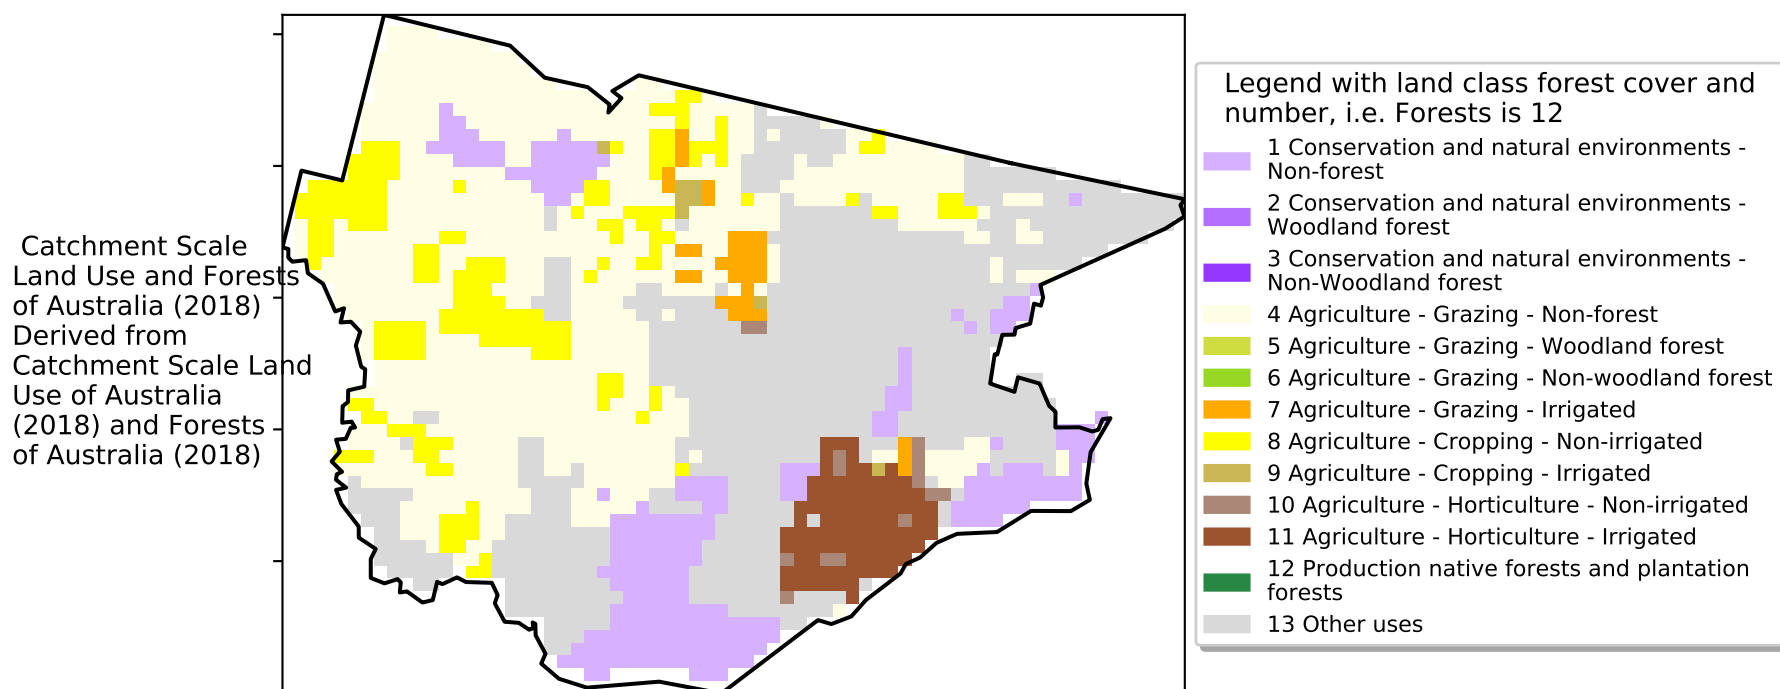 Catchment Scale
Land Use and Forests
of Australia (2018)
Derived from
Catchment Scale Land
Use of Australia
(2018) and Forests
of Australia (2018)
Legend with land class forest cover and
number, i.e. Forests is 12
1 Conservation and natural environments -
Non-forest
2 Conservation and natural environments -
Woodland forest
3 Conservation and natural environments -
Non-Woodland forest
4 Agriculture - Grazing - Non-forest
5 Agriculture - Grazing - Woodland forest
6 Agriculture - Grazing - Non-woodland forest
7 Agriculture - Grazing - Irrigated
8 Agriculture - Cropping - Non-irrigated
9 Agriculture - Cropping - Irrigated
10 Agriculture - Horticulture - Non-irrigated
11 Agriculture - Horticulture - Irrigated
12 Production native forests and plantation
forests
13 Other uses